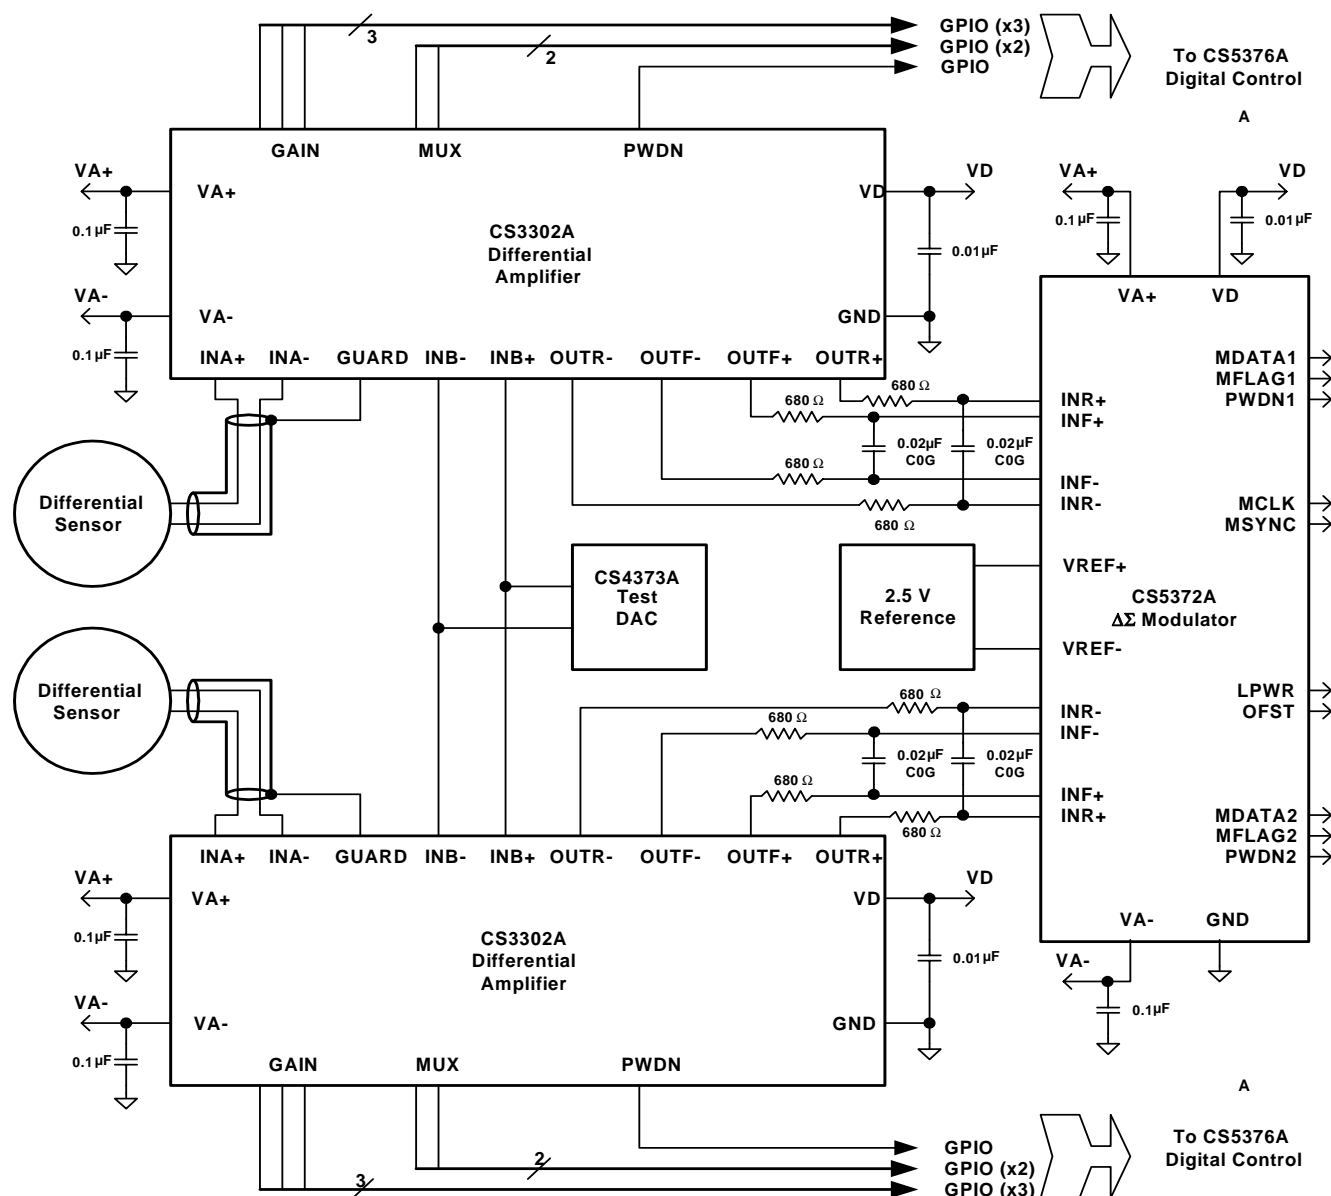 3
GPIO (x3)
2
GPIO (x2)
GPIO
To CS5376A
Digital Control
A
GAIN
MUX
PWDN
VA+
VA+
0.1µF
VD
VD
0.01µF
CS3302A
Differential
Amplifier
VA-
VA-
0.1µF
GND
INA+
INA-
GUARD
INB-
INB+
OUTR-
OUTF-
OUTF+
OUTR+
VA+
0.1µF
VD
0.01µF
VA+
VD
680 Ω
680 Ω
0.02µF
C0G
0.02µF
C0G
680 Ω
680 Ω
INR+
INF+
INF-
INR-
MDATA1
MFLAG1
PWDN1
MCLK
MSYNC
Differential
Sensor
CS4373A
Test
DAC
2.5 V
Reference
VREF+
CS5372A
ΔΣ Modulator
VREF-
Differential
Sensor
LPWR
OFST
680 Ω
680 Ω
0.02µF
C0G
0.02µF
C0G
680 Ω
680 Ω
INR-
INF-
INF+
INR+
MDATA2
MFLAG2
PWDN2
INA+
INA-
GUARD
INB-
INB+
OUTR-
OUTF-
OUTF+
OUTR+
VA+
VA+
0.1µF
VD
VD
0.01µF
CS3302A
Differential
Amplifier
VA-
GND
VA-
0.1µF
VA-
VA-
0.1µF
GND
GAIN
MUX
PWDN
A
GPIO
2
GPIO (x2)
3
GPIO (x3)
To CS5376A
Digital Control